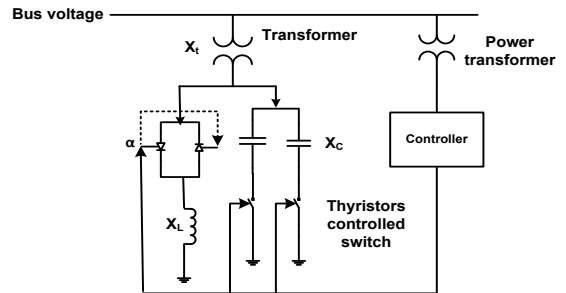 Bus voltage
Xt
Transformer
Power
transformer
α
XC
Controller
XL
Thyristors
controlled
switch